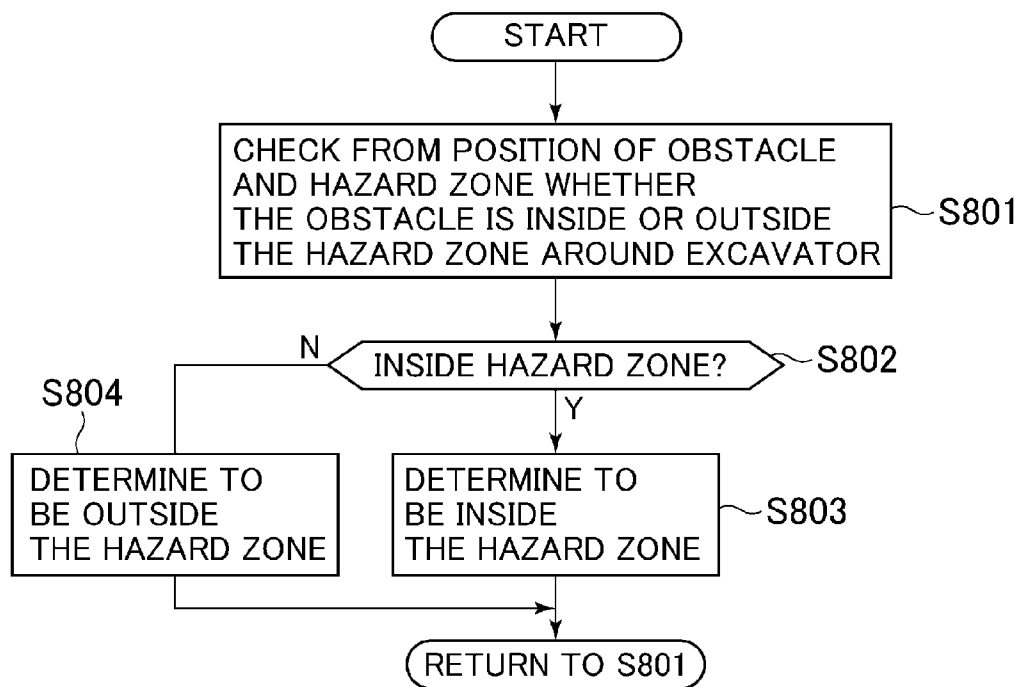 START
CHECK FROM POSITION OF OBSTACLE
AND HAZARD ZONE WHETHER
THE OBSTACLE IS INSIDE OR OUTSIDE
THE HAZARD ZONE AROUND EXCAVATOR
S801
N
INSIDE HAZARD ZONE?
S802
Y
S804
DETERMINE TO
BE OUTSIDE
THE HAZARD ZONE
DETERMINE TO
BE INSIDE
THE HAZARD ZONE
S803
RETURN TO S801